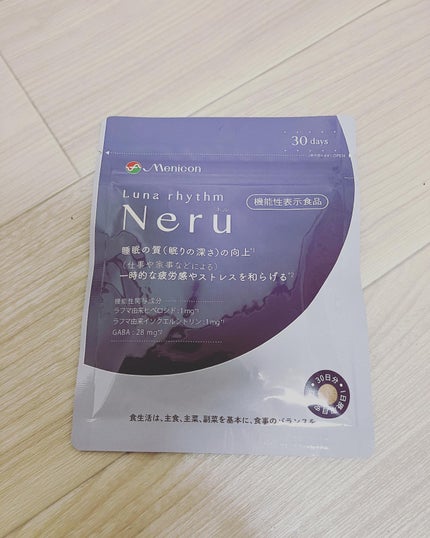 30 days
Menicon
Luna rhythm
Neru
機能性表示食品
睡眠の質(眠りの深さ)の向上
(仕事や家事などによる)
一時的な疲労感やストレスを和らげる
機能性関与成分
ラフマ由来ヒペロシド:1mg
ラフマ由来イソクエルシトリン:1mg
GABA:28mg
30日分
食生活は、主食、主菜、副菜を基本に、食事のバランスを